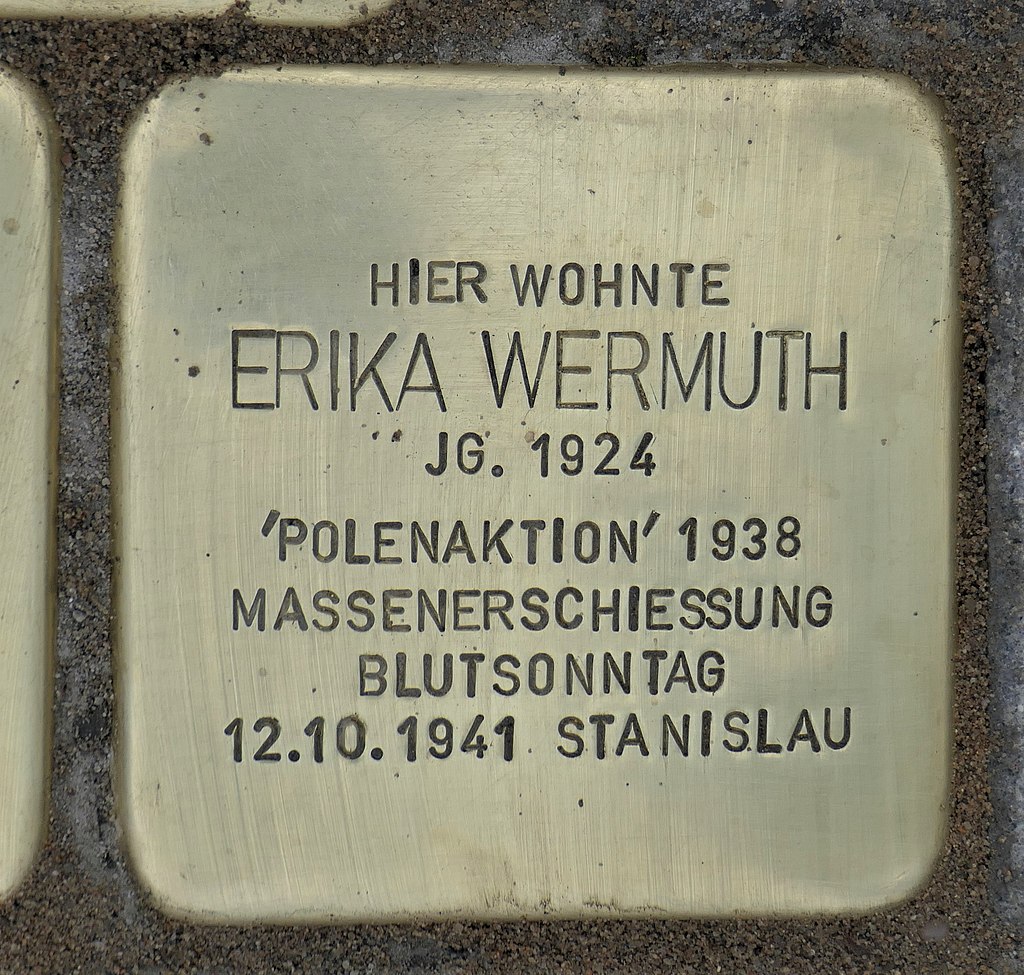 HIER WOHNTE
ERIKA WERMUTH
JG. 1924
'POLENAKTION' 1938
MASSENERSCHIESSUNG
BLUTSONNTAG
12.10.1941 STANISLAU